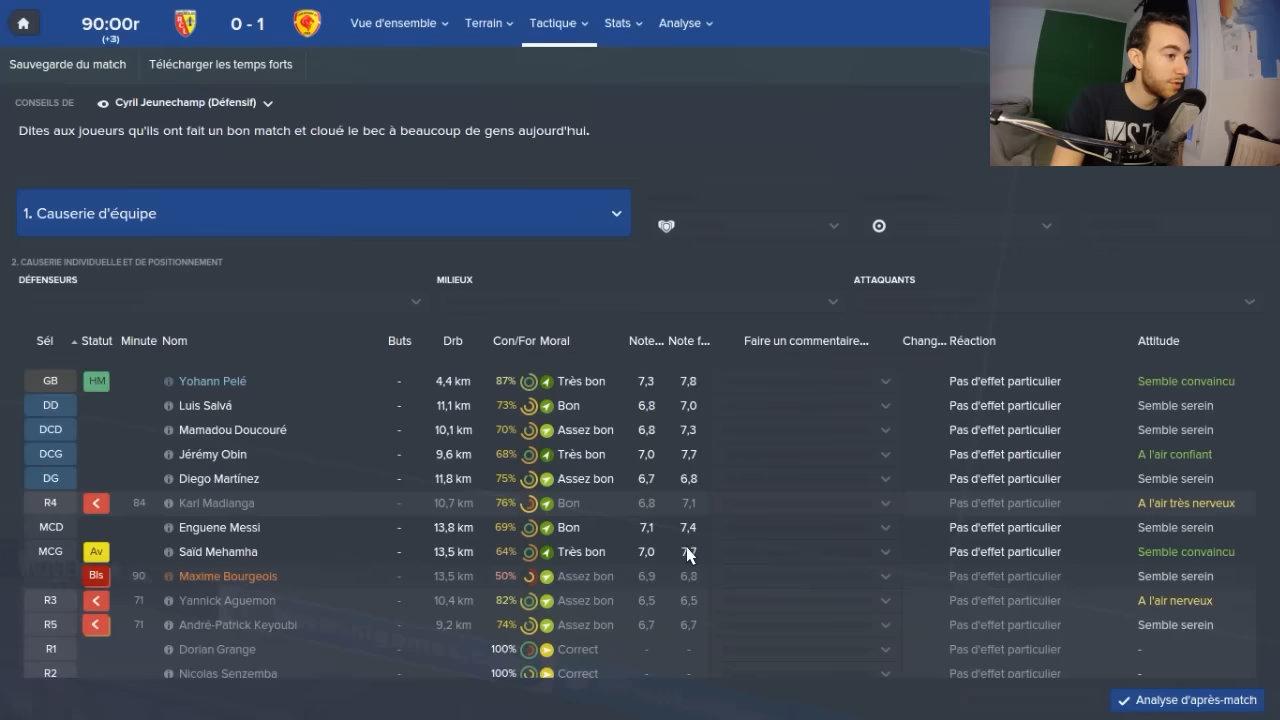 90:00r
(+3)
0 - 1
Vue d'ensemble
Terrain
Tactique
Stats
Analyse
Sauvegarde du match
Télécharger les temps forts
CONSEILS DE
Cyril Jeunechamp (Défensif)
Dites aux joueurs qu'ils ont fait un bon match et cloué le bec à beaucoup de gens aujourd'hui.
1. Causerie d'équipe
2. CAUSERIE INDIVIDUELLE ET DE POSITIONNEMENT
DÉFENSEURS MILIEUX ATTAQUANTS
Sél Statut Minute Nom Buts Drb Con/For Moral Note... Note f... Faire un commentaire... Chang... Réaction Attitude
GB HM Yohann Pelé - 4,4 km 87% Très bon 7,3 7,8 Pas d'effet particulier Semble convaincu
DD Luis Salvá - 11,1 km 73% Bon 6,8 7,0 Pas d'effet particulier Semble serein
DCD Mamadou Doucouré - 10,1 km 70% Assez bon 6,8 7,3 Pas d'effet particulier Semble serein
DCG Jérémy Obin - 9,6 km 68% Très bon 7,0 7,7 Pas d'effet particulier A l'air confiant
DG Diego Martínez - 11,8 km 75% Assez bon 6,7 6,8 Pas d'effet particulier Semble serein
R4 84 Karl Madianga - 10,7 km 76% Bon 6,8 7,1 Pas d'effet particulier A l'air très nerveux
MCD Enguene Messi - 13,8 km 69% Bon 7,1 7,4 Pas d'effet particulier Semble serein
MCG Av Saïd Mehamha - 13,5 km 64% Très bon 7,0 Pas d'effet particulier Semble convaincu
Bls 90 Maxime Bourgeois - 13,5 km 50% Assez bon 6,9 6,8 Pas d'effet particulier Semble serein
R3 71 Yannick Aguemon - 10,4 km 82% Assez bon 6,5 6,5 Pas d'effet particulier A l'air nerveux
R5 71 André-Patrick Keyoubi - 9,2 km 74% Assez bon 6,7 6,7 Pas d'effet particulier Semble serein
R1 Dorian Grange - 100% Correct - - Pas d'effet particulier -
R2 Nicolas Senzemba - 100% Correct - - Pas d'effet particulier -
Analyse d'après-match